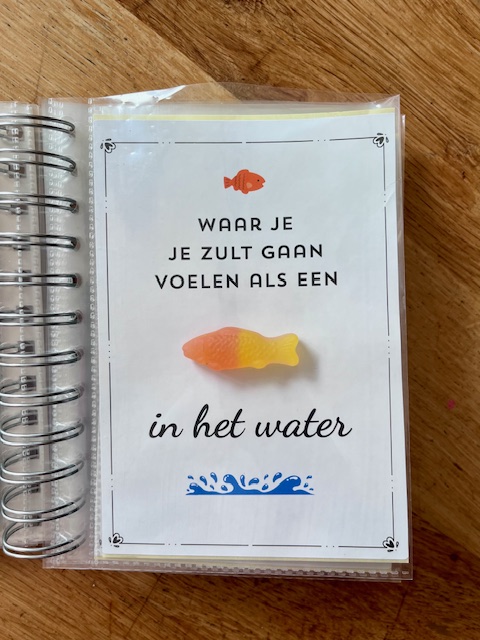 WAAR JE
JE ZULT GAAN
VOELEN ALS EEN
in het water